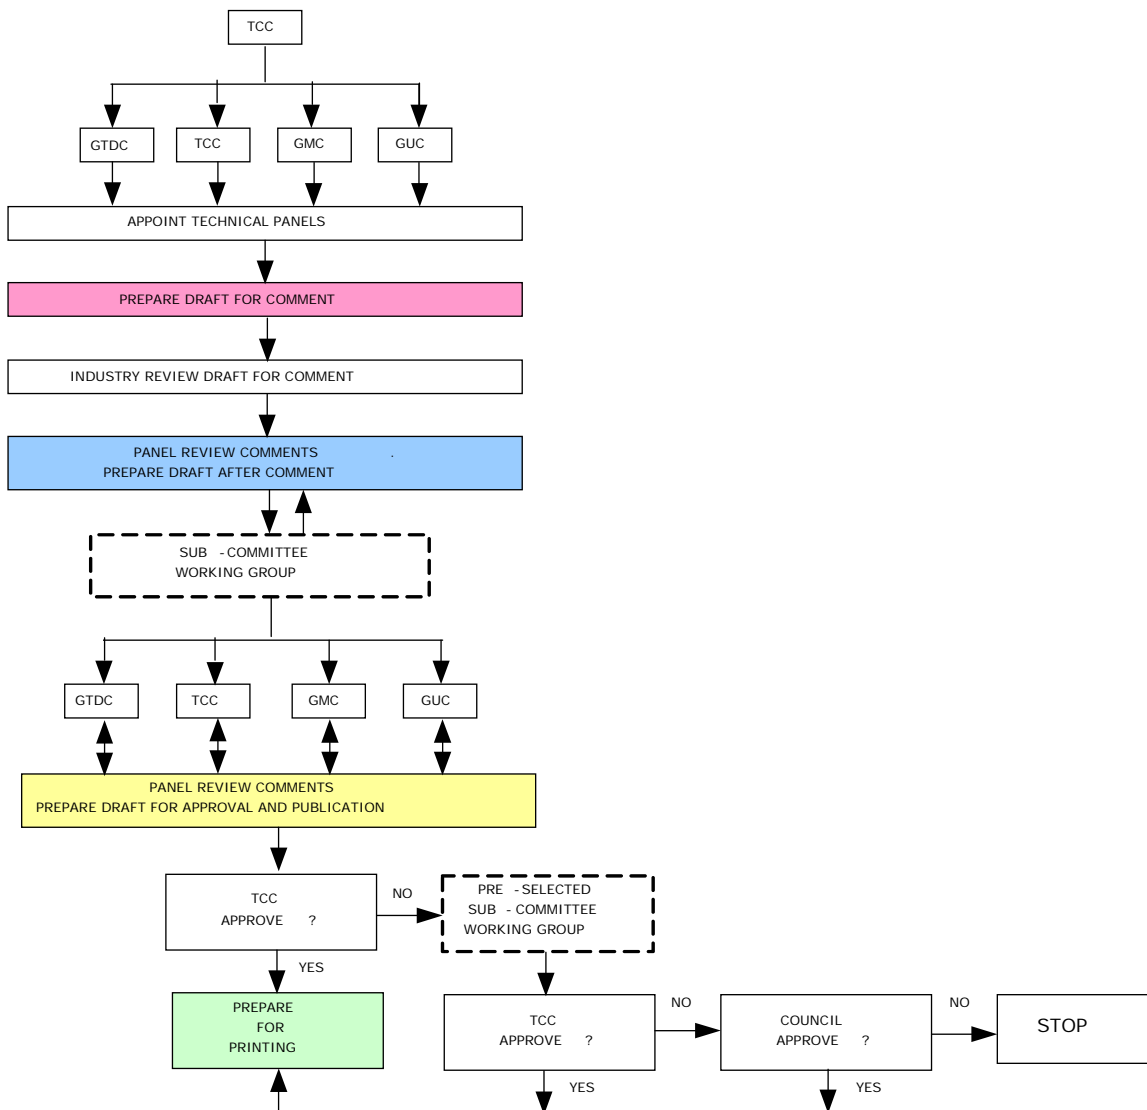 TCC
GTDC
TCC
GMC
GUC
APPOINT TECHNICAL PANELS
PREPARE DRAFT FOR COMMENT
INDUSTRY REVIEW DRAFT FOR COMMENT
PANEL REVIEW COMMENTS .
PREPARE DRAFT AFTER COMMENT
SUB - COMMITTEE
WORKING GROUP
GTDC
TCC
GMC
GUC
PANEL REVIEW COMMENTS
PREPARE DRAFT FOR APPROVAL AND PUBLICATION
TCC
APPROVE ?
NO
PRE - SELECTED
SUB - COMMITTEE
WORKING GROUP
YES
PREPARE
FOR
PRINTING
TCC
APPROVE ?
NO
COUNCIL
APPROVE ?
NO
STOP
YES
YES